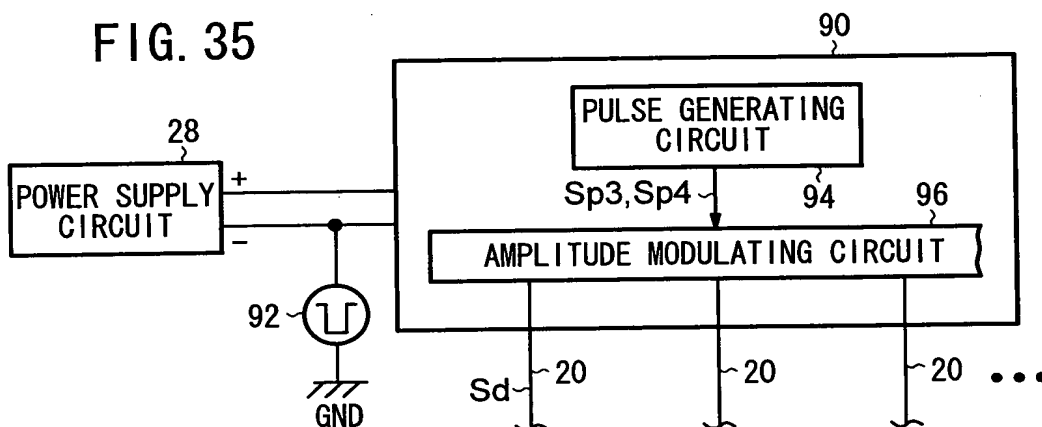 FIG. 35
90
PULSE GENERATING
CIRCUIT
28
POWER SUPPLY
CIRCUIT
+
−
Sp3,Sp4
94
96
AMPLITUDE MODULATING CIRCUIT
92
GND
Sd
20
20
20
•••